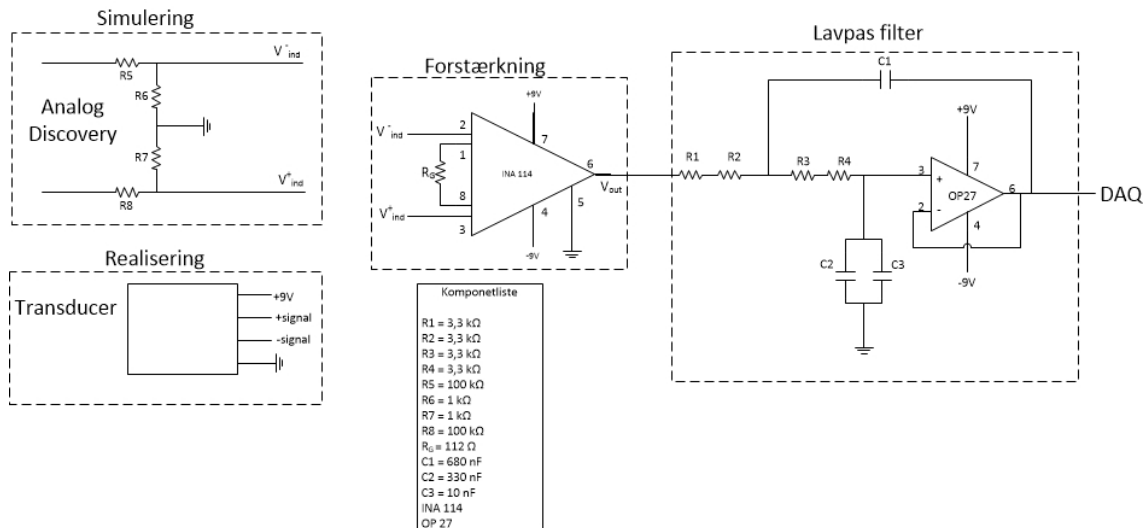 Simulering
V-ind
R5
R6
Analog
Discovery
R7
V+ind
R8
Realisering
Transducer
+9V
+signal
-signal
Forstærkning
+9V
V-ind
2
7
1
RG
INA 114
6
Vout
8
5
V+ind
4
3
-9V
Komponetliste
R1 = 3,3 kΩ
R2 = 3,3 kΩ
R3 = 3,3 kΩ
R4 = 3,3 kΩ
R5 = 100 kΩ
R6 = 1 kΩ
R7 = 1 kΩ
R8 = 100 kΩ
RG = 112 Ω
C1 = 680 nF
C2 = 330 nF
C3 = 10 nF
INA 114
OP 27
Lavpas filter
C1
+9V
R1
R2
R3
R4
3
7
+
OP27
6
DAQ
2
-
4
C2
C3
-9V